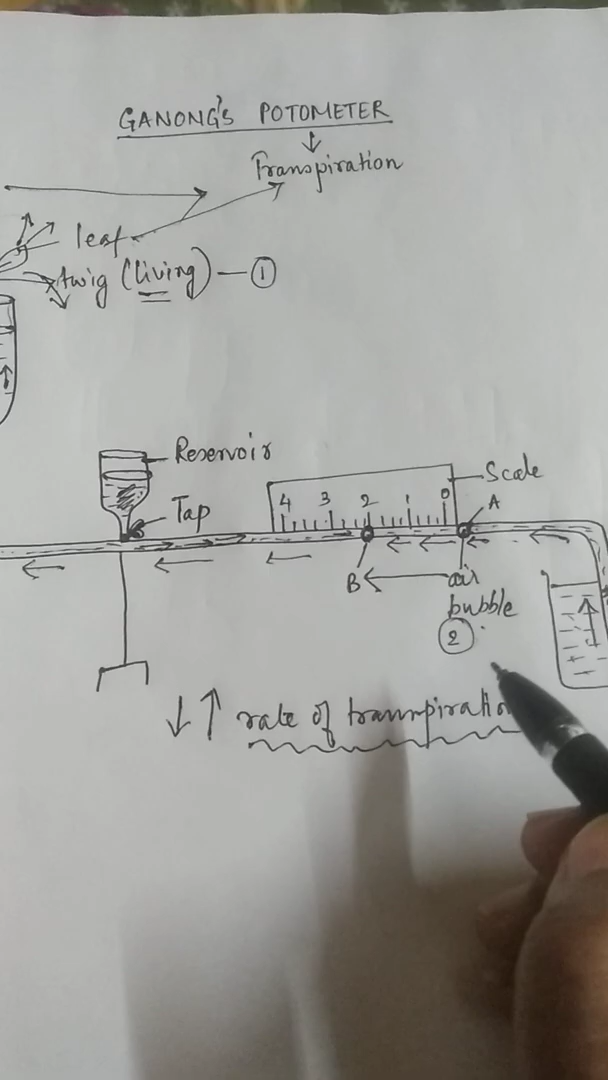 GANONG'S POTOMETER
Transpiration
leaf
twig (living) — ①
Reservoir
Tap
Scale
4 3 2 1 0
A
B
air
bubble
②
rate of trannpiratio